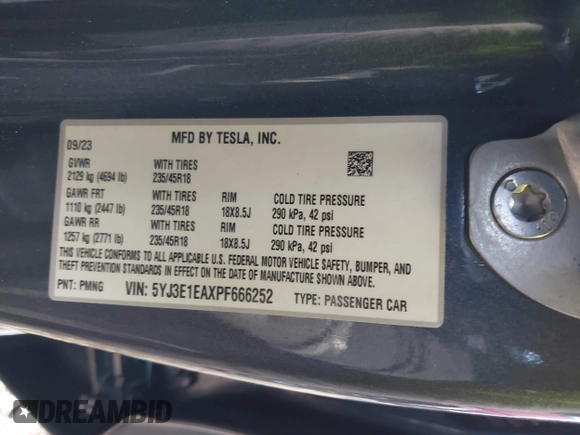 09/23 MFD BY TESLA, INC.
GVWR WITH TIRES
2129 kg (4694 lb) 235/45R18
GAWR FRT WITH TIRES RIM COLD TIRE PRESSURE
1110 kg (2447 lb) 235/45R18 18X8.5J 290 kPa, 42 psi
GAWR RR WITH TIRES RIM COLD TIRE PRESSURE
1257 kg (2771 lb) 235/45R18 18X8.5J 290 kPa, 42 psi
THIS VEHICLE CONFORMS TO ALL APPLICABLE U.S. FEDERAL MOTOR VEHICLE SAFETY, BUMPER, AND
THEFT PREVENTION STANDARDS IN EFFECT ON THE DATE OF MANUFACTURE SHOWN ABOVE.
PNT: PMNG VIN: 5YJ3E1EAXPF666252 TYPE: PASSENGER CAR
DREAMBID